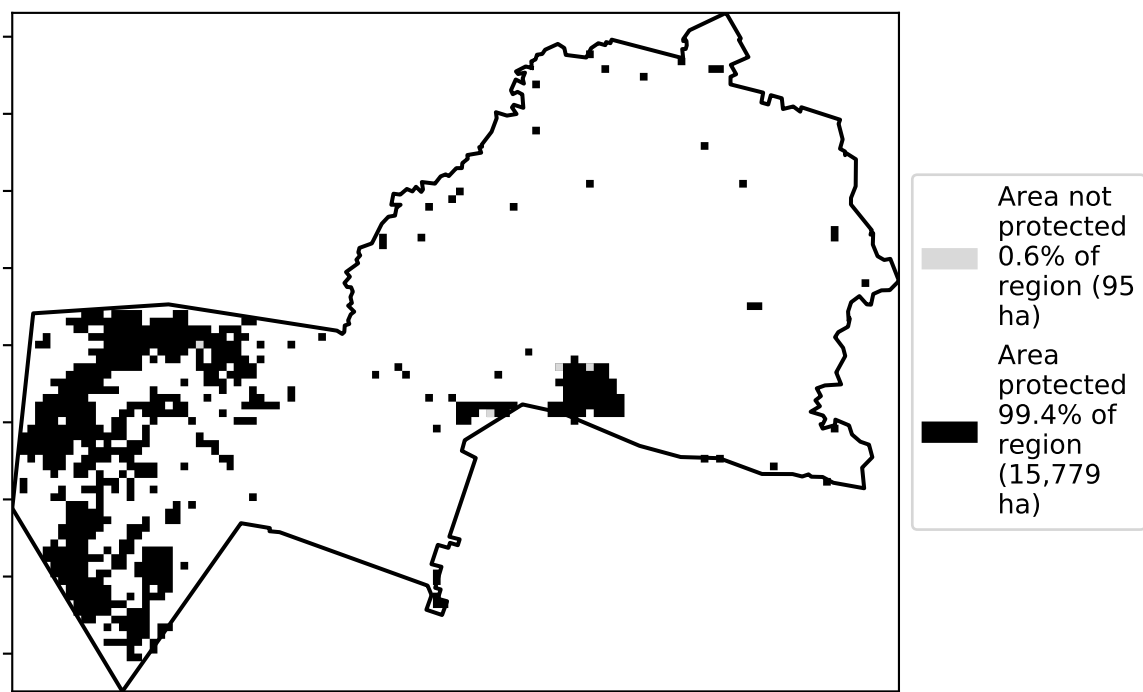 Area not
protected
0.6% of
region (95
ha)
Area
protected
99.4% of
region
(15,779
ha)